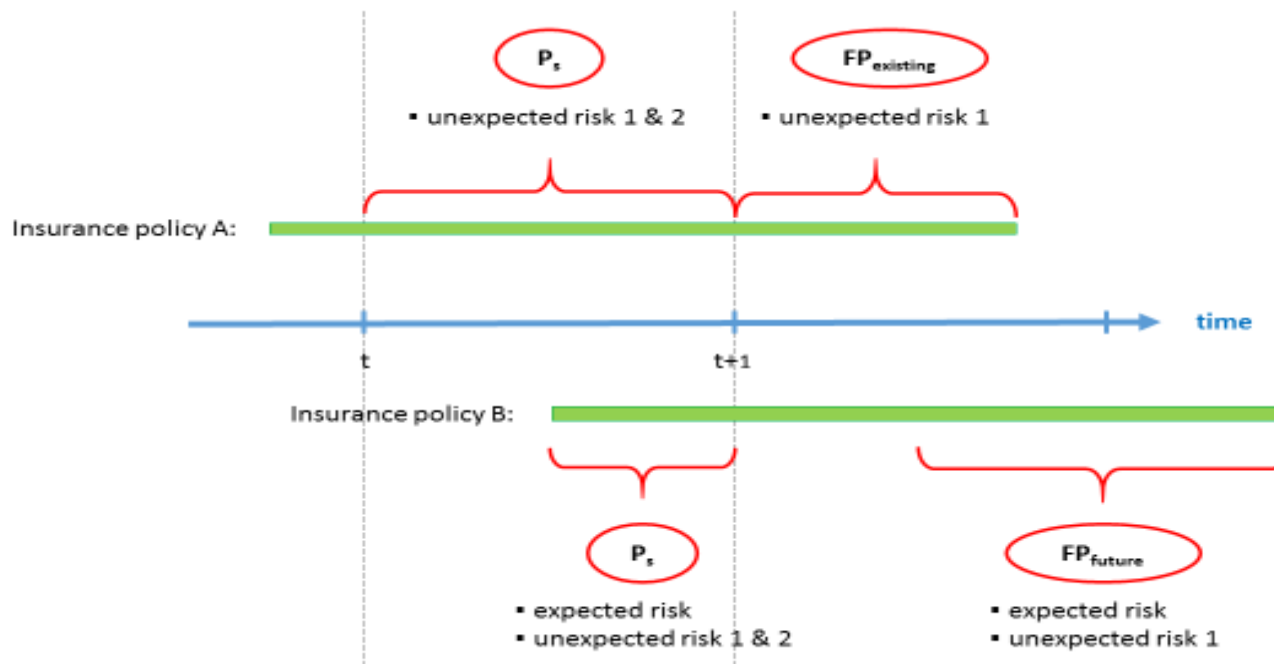 Ps
FPexisting
▪ unexpected risk 1 & 2
▪ unexpected risk 1
Insurance policy A:
time
t
t+1
Insurance policy B:
Ps
FPfuture
▪ expected risk
▪ unexpected risk 1 & 2
▪ expected risk
▪ unexpected risk 1